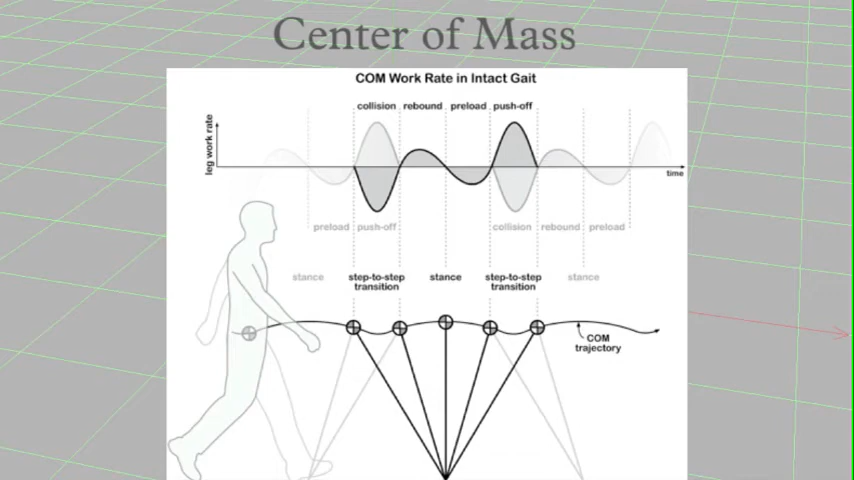 Center of Mass
COM Work Rate in Intact Gait
collision rebound preload push-off
leg work rate
time
preload push-off collision rebound preload
stance step-to-step transition stance step-to-step transition stance
COM
trajectory